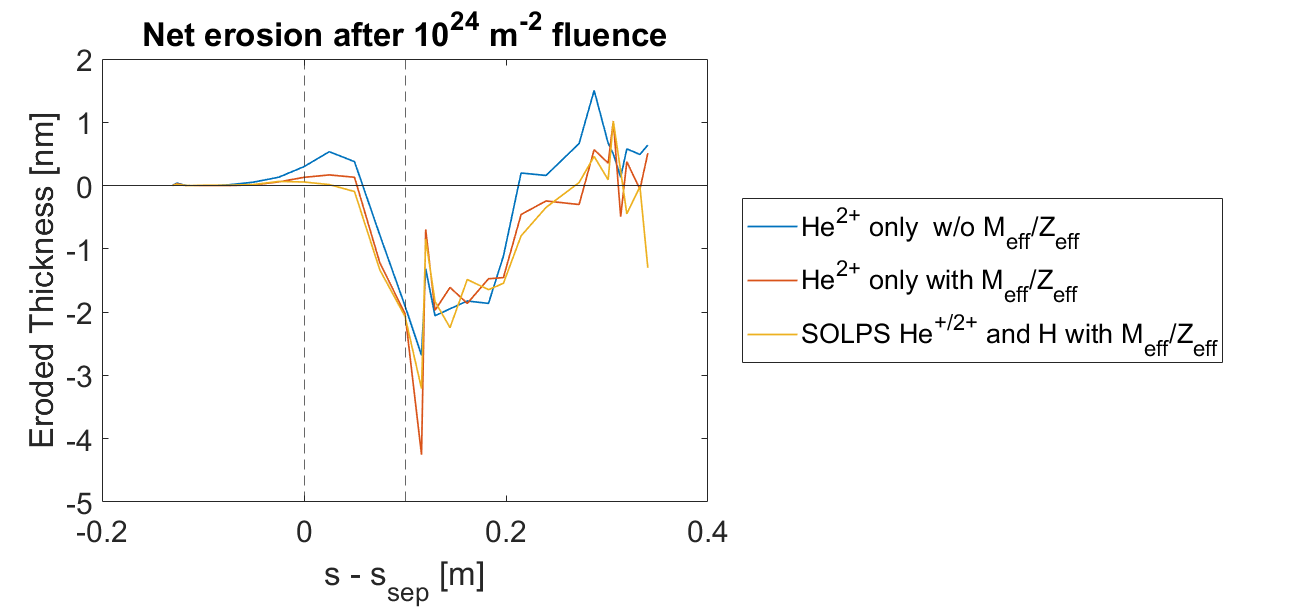 Net erosion after 10^24 m^-2 fluence
2
1
0
-1
-2
-3
-4
-5
Eroded Thickness [nm]
-0.2
0
0.2
0.4
s - s_sep [m]
He^2+ only w/o M_eff/Z_eff
He^2+ only with M_eff/Z_eff
SOLPS He^+/2+ and H with M_eff/Z_eff